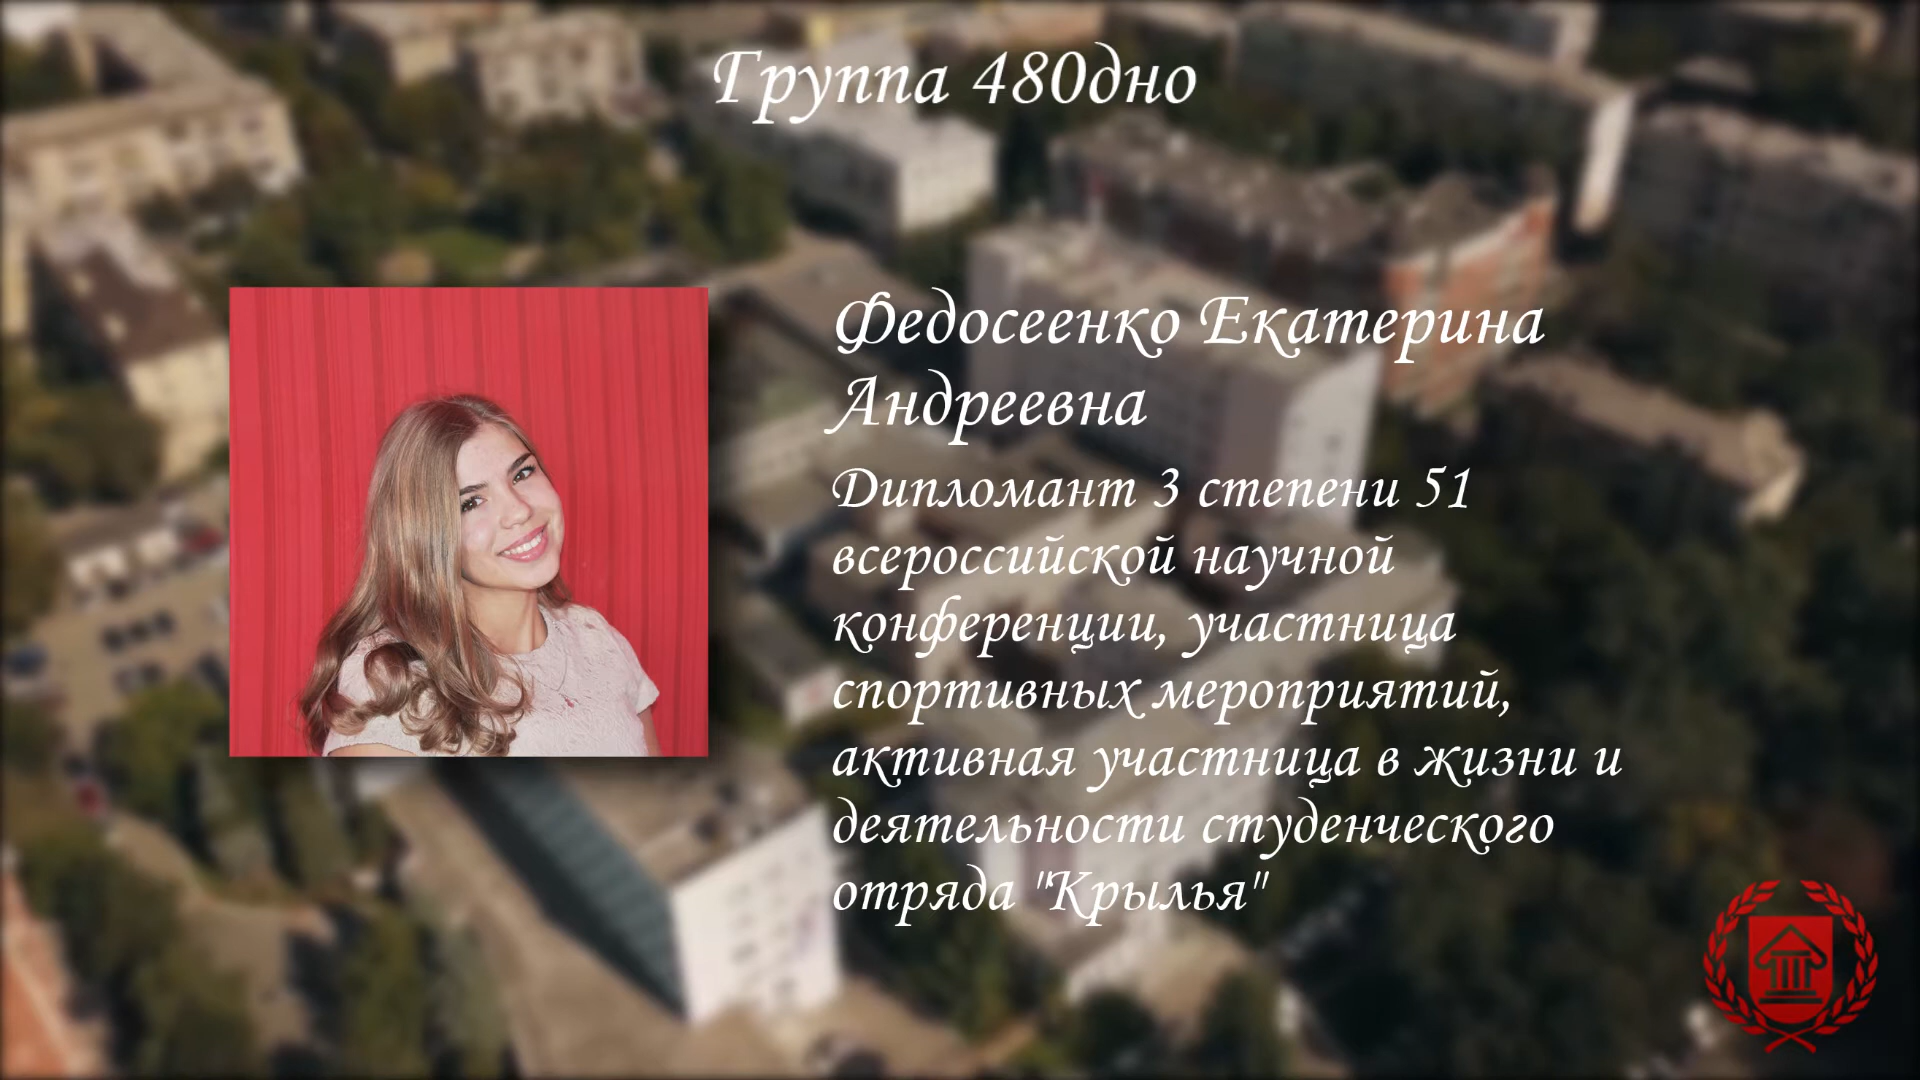 Группа 480дно
Федосеенко Екатерина
Андреевна
Дипломант 3 степени 51
всероссийской научной
конференции, участница
спортивных мероприятий,
активная участница в жизни и
деятельности студенческого
отряда "Крылья"